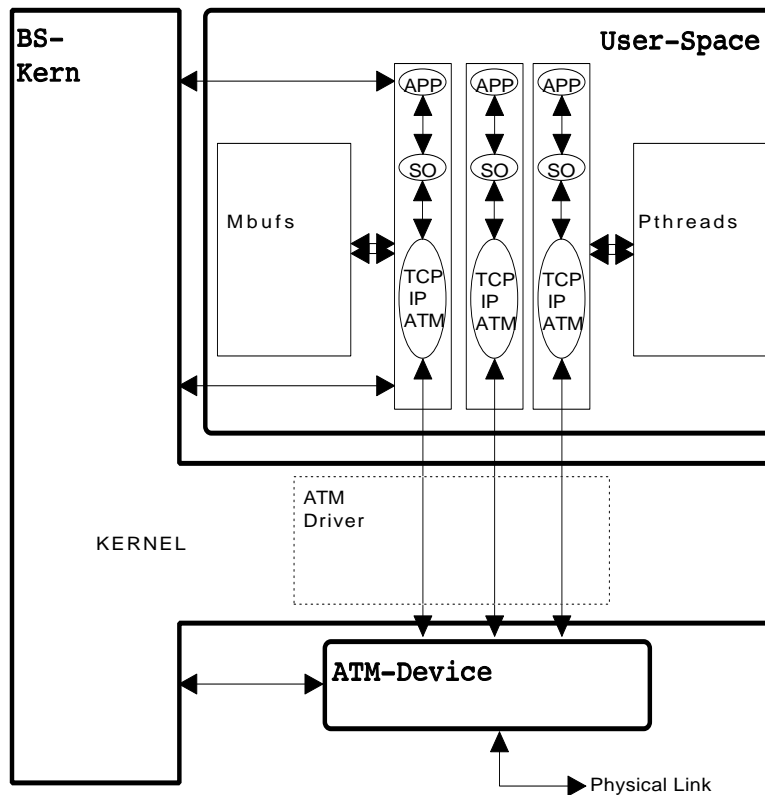 BS-
Kern
User-Space
APP
APP
APP
SO
SO
SO
Mbufs
Pthreads
TCP
IP
ATM
TCP
IP
ATM
TCP
IP
ATM
ATM
Driver
KERNEL
ATM-Device
Physical Link